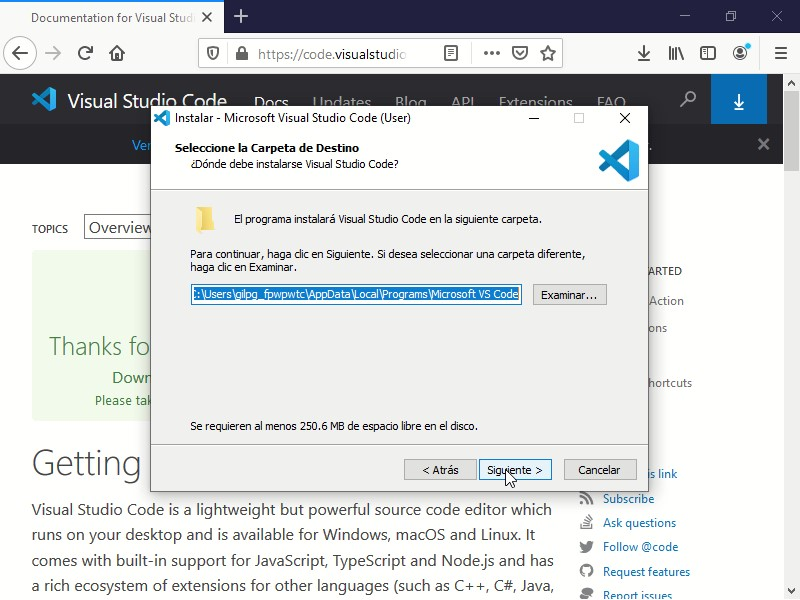 Documentation for Visual Stud
https://code.visualstudio
Visual Studio Code
Docs
Updates
Blog
API
Extensions
FAQ
Ver
Instalar - Microsoft Visual Studio Code (User)
Seleccione la Carpeta de Destino
¿Dónde debe instalarse Visual Studio Code?
El programa instalará Visual Studio Code en la siguiente carpeta.
Para continuar, haga clic en Siguiente. Si desea seleccionar una carpeta diferente,
haga clic en Examinar.
C:\Users\gilpg_fpwpwtc\AppData\Local\Programs\Microsoft VS Code
Examinar...
Se requieren al menos 250.6 MB de espacio libre en el disco.
< Atrás
Siguiente >
Cancelar
TOPICS
Overview
Thanks fo
Down
Please tak
ARTED
Action
ons
hortcuts
is link
Subscribe
Ask questions
Follow @code
Request features
Report issues
Getting
Visual Studio Code is a lightweight but powerful source code editor which
runs on your desktop and is available for Windows, macOS and Linux. It
comes with built-in support for JavaScript, TypeScript and Node.js and has
a rich ecosystem of extensions for other languages (such as C++, C#, Java,